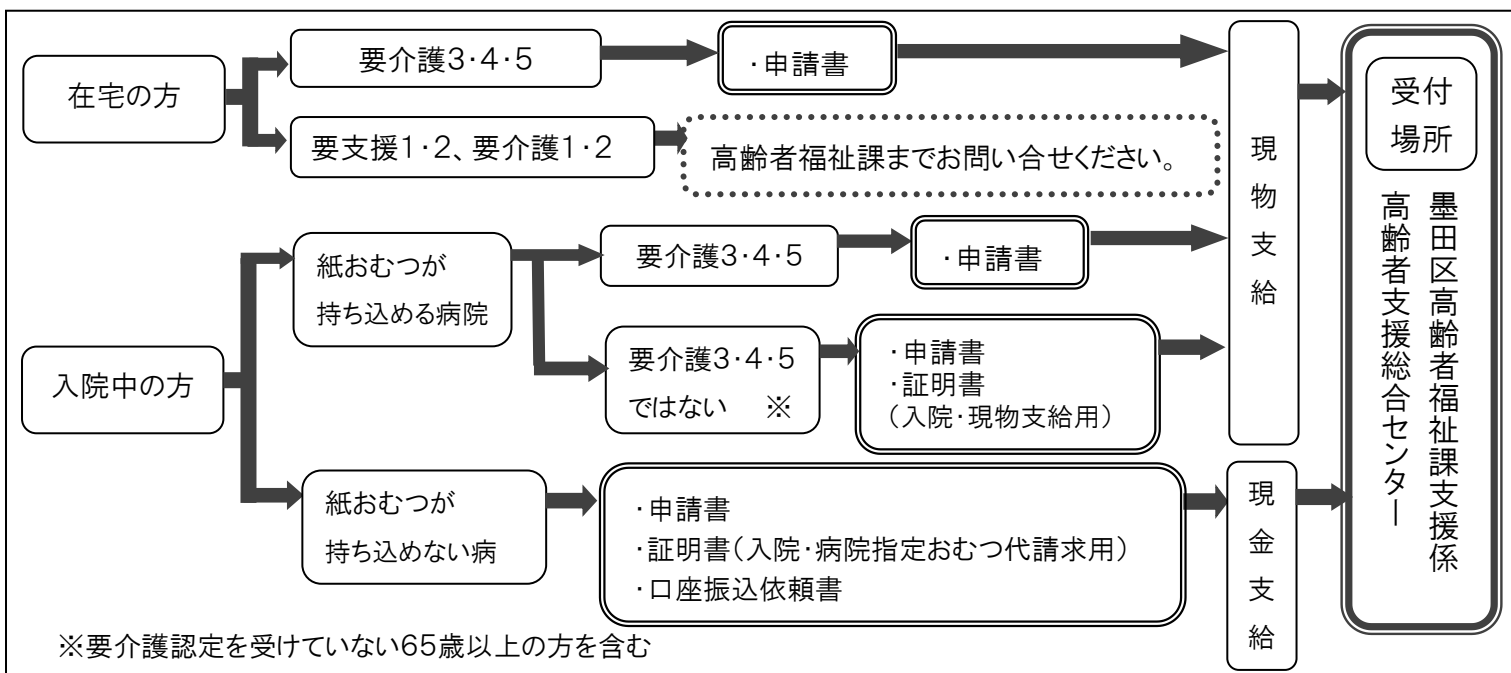 在宅の方
要介護3・4・5
・申請書
要支援1・2、要介護1・2
高齢者福祉課までお問い合せください。
入院中の方
紙おむつが
持ち込める病院
要介護3・4・5
・申請書
要介護3・4・5
ではない　※
・申請書
・証明書
(入院・現物支給用)
紙おむつが
持ち込めない病
・申請書
・証明書(入院・病院指定おむつ代請求用)
・口座振込依頼書
現物支給
現金支給
受付
場所
墨田区高齢者福祉課支援係
高齢者支援総合センター
※要介護認定を受けていない65歳以上の方を含む